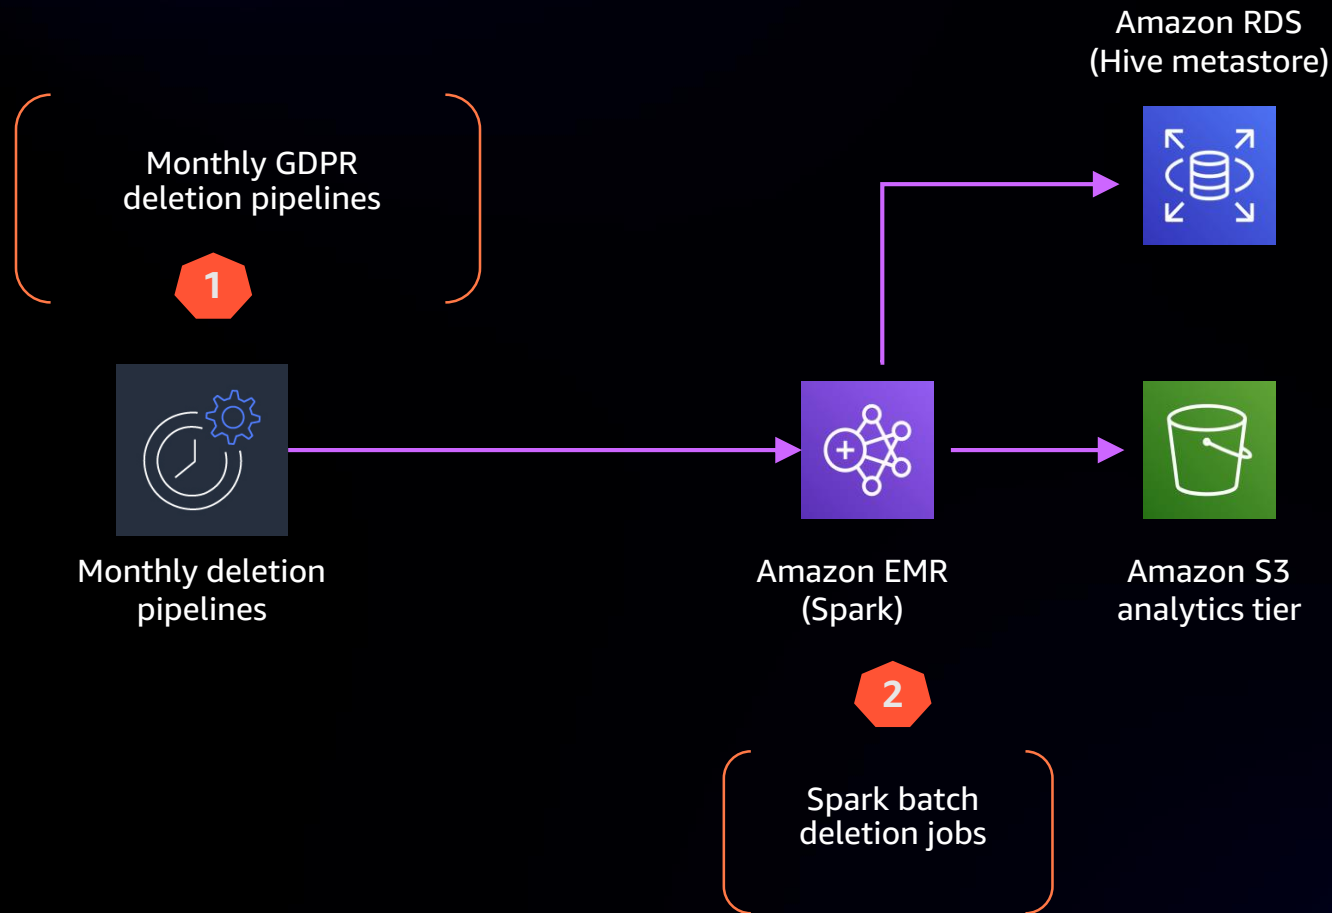 Amazon RDS
(Hive metastore)
Monthly GDPR
deletion pipelines
1
Monthly deletion
pipelines
Amazon EMR
(Spark)
Amazon S3
analytics tier
2
Spark batch
deletion jobs